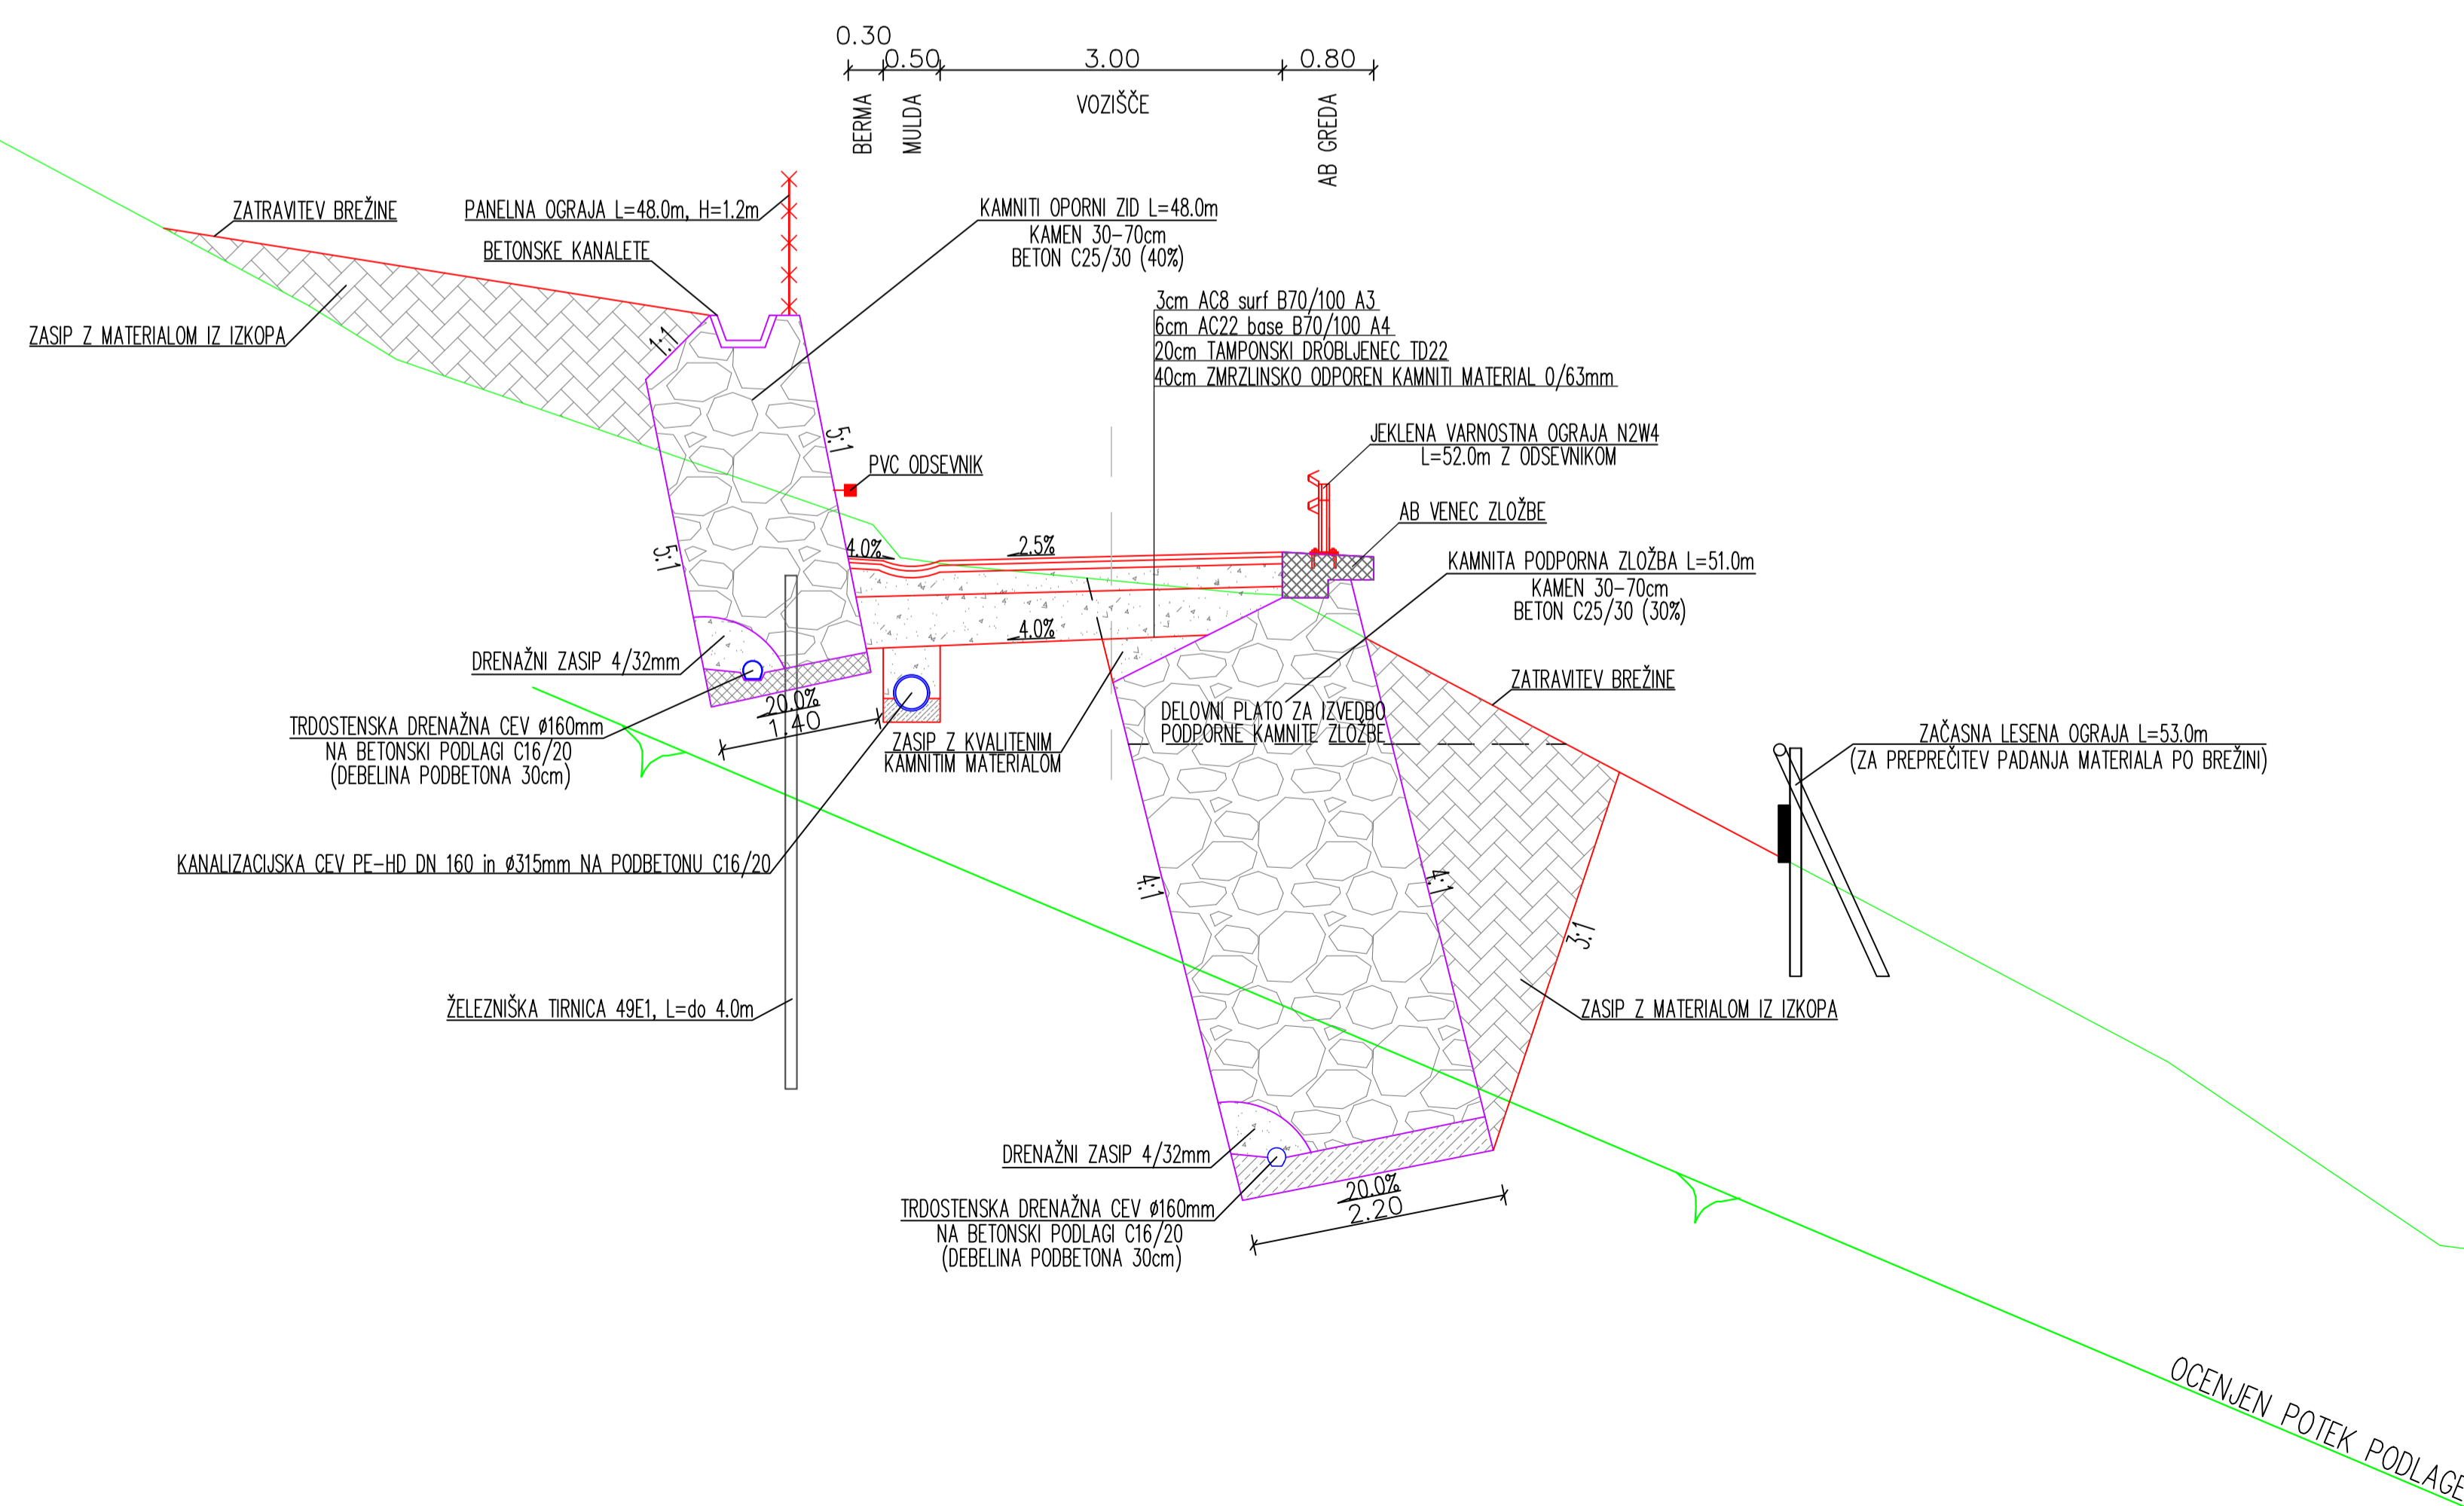 0.30
0.50
3.00
0.80
BERMA
MULDA
VOZIŠČE
AB GREDA
ZATRAVITEV BREŽINE
PANELNA OGRAJA L=48.0m, H=1.2m
BETONSKE KANALETE
ZASIP Z MATERIALOM IZ IZKOPA
KAMNITI OPORNI ZID L=48.0m
KAMEN 30-70cm
BETON C25/30 (40%)
3cm AC8 surf B70/100 A3
6cm AC22 base B70/100 A4
20cm TAMPONSKI DROBLJENEC TD22
40cm ZMRZLINSKO ODPOREN KAMNITI MATERIAL 0/63mm
1:1
5:1
5:1
PVC ODSEVNIK
JEKLENA VARNOSTNA OGRAJA N2W4
L=52.0m Z ODSEVNIKOM
AB VENEC ZLOŽBE
4.0%
2.5%
4.0%
KAMNITA PODPORNA ZLOŽBA L=51.0m
KAMEN 30-70cm
BETON C25/30 (30%)
DRENAŽNI ZASIP 4/32mm
TRDOSTENSKA DRENAŽNA CEV ø160mm
NA BETONSKI PODLAGI C16/20
(DEBELINA PODBETONA 30cm)
20.0%
1.40
ZASIP Z KVALITENIM
KAMNITIM MATERIALOM
DELOVNI PLATO ZA IZVEDBO
PODPORNE KAMNITE ZLOŽBE
ZATRAVITEV BREŽINE
ZAČASNA LESENA OGRAJA L=53.0m
(ZA PREPREČITEV PADANJA MATERIALA PO BREŽINI)
KANALIZACIJSKA CEV PE-HD DN 160 in ø315mm NA PODBETONU C16/20
4:1
4:1
3:1
ŽELEZNIŠKA TIRNICA 49E1, L=do 4.0m
ZASIP Z MATERIALOM IZ IZKOPA
DRENAŽNI ZASIP 4/32mm
TRDOSTENSKA DRENAŽNA CEV ø160mm
NA BETONSKI PODLAGI C16/20
(DEBELINA PODBETONA 30cm)
20.0%
2.20
OCENJEN POTEK PODLAGE